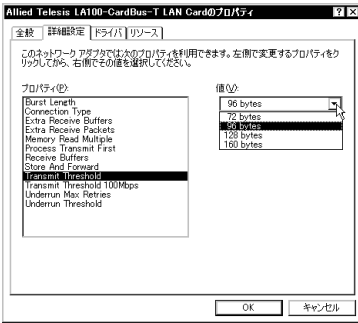 Allied Telesis LA100-CardBus-T LAN Cardのプロパティ
全般
詳細設定
ドライバ
リソース
このネットワーク アダプタでは次のプロパティを利用できます。左側で変更するプロパティをク
リックしてから、右側でその値を選択してください。
プロパティ(P):
Burst Length
Connection Type
Extra Receive Buffers
Extra Receive Packets
Memory Read Multiple
Process Transmit First
Receive Buffers
Store And Forward
Transmit Threshold
Transmit Threshold 100Mbps
Underrun Max Retries
Underrun Threshold
値(V):
96 bytes
72 bytes
96 bytes
128 bytes
160 bytes
OK
キャンセル